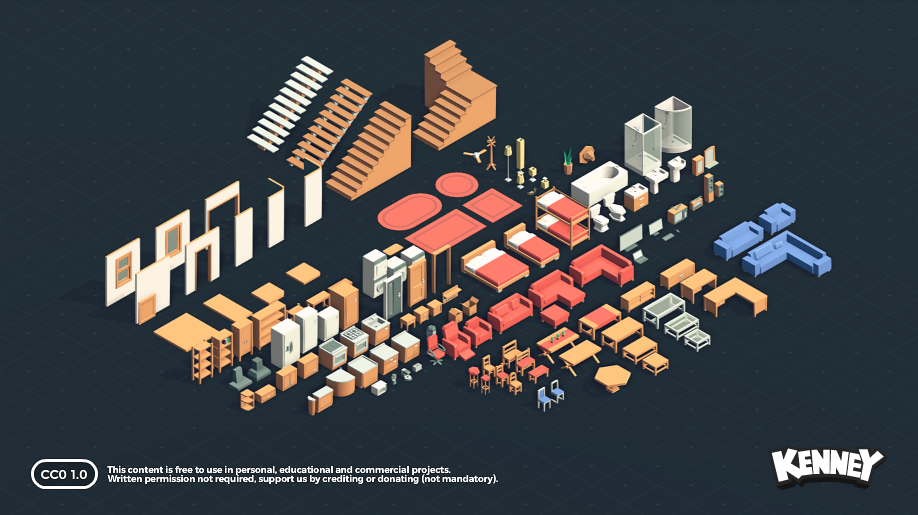 CC0 1.0
This content is free to use in personal, educational and commercial projects.
Written permission not required, support us by crediting or donating (not mandatory).
KENNEY